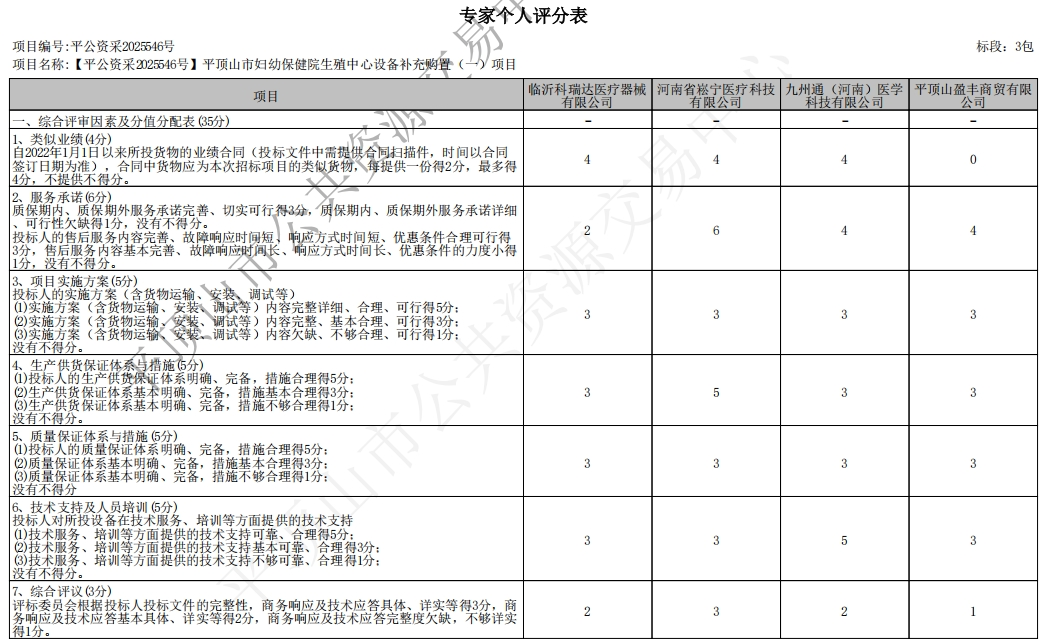 专家个人评分表
项目编号:平公资采2025546号
标段：3包
项目名称:【平公资采2025546号】平顶山市妇幼保健院生殖中心设备补充购置（一）项目
项目
临沂科瑞达医疗器械有限公司
河南省嵩宁医疗科技有限公司
九州通（河南）医学科技有限公司
平顶山盈丰商贸有限公司
一、综合评审因素及分值分配表(35分)
– – – –
1、类似业绩(4分)
自2022年1月1日以来所投货物的业绩合同（投标文件中需提供合同扫描件，时间以合同
签订日期为准），合同中货物应为本次招标项目的类似货物，每提供一份得2分，最多得
4分，不提供不得分。
4 4 4 0
2、服务承诺(6分)
质保期内、质保期外服务承诺完善、切实可行得3分，质保期内、质保期外服务承诺详细
、可行性欠缺得1分，没有不得分。
投标人的售后服务内容完善、故障响应时间短、响应方式时间短、优惠条件合理可行得
3分，售后服务内容基本完善、故障响应时间长、响应方式时间长、优惠条件的力度小得
1分，没有不得分。
2 6 4 4
3、项目实施方案(5分)
投标人的实施方案（含货物运输、安装、调试等）
(1)实施方案（含货物运输、安装、调试等）内容完整详细、合理、可行得5分；
(2)实施方案（含货物运输、安装、调试等）内容完整、基本合理、可行得3分；
(3)实施方案（含货物运输、安装、调试等）内容欠缺、不够合理、可行得1分；
没有不得分。
3 3 3 3
4、生产供货保证体系与措施(5分)
(1)投标人的生产供货保证体系明确、完备，措施合理得5分；
(2)生产供货保证体系基本明确、完备，措施基本合理得3分；
(3)生产供货保证体系基本明确、完备，措施不够合理得1分；
没有不得分。
3 5 3 3
5、质量保证体系与措施(5分)
(1)投标人的质量保证体系明确、完备，措施合理得5分；
(2)质量保证体系基本明确、完备，措施基本合理得3分；
(3)质量保证体系基本明确、完备，措施不够合理得1分；
没有不得分
3 3 3 3
6、技术支持及人员培训(5分)
投标人对所投设备在技术服务、培训等方面提供的技术支持
(1)技术服务、培训等方面提供的技术支持可靠、合理得5分；
(2)技术服务、培训等方面提供的技术支持基本可靠、合理得3分；
(3)技术服务、培训等方面提供的技术支持不够可靠、合理得1分；
没有不得分。
3 3 5 3
7、综合评议(3分)
评标委员会根据投标人投标文件的完整性，商务响应及技术应答具体、详实等得3分，商
务响应及技术应答基本具体、详实等得2分，商务响应及技术应答完整度欠缺，不够详实
得1分。
2 3 2 1
平顶山市公共资源交易中心
平顶山市公共资源交易中心